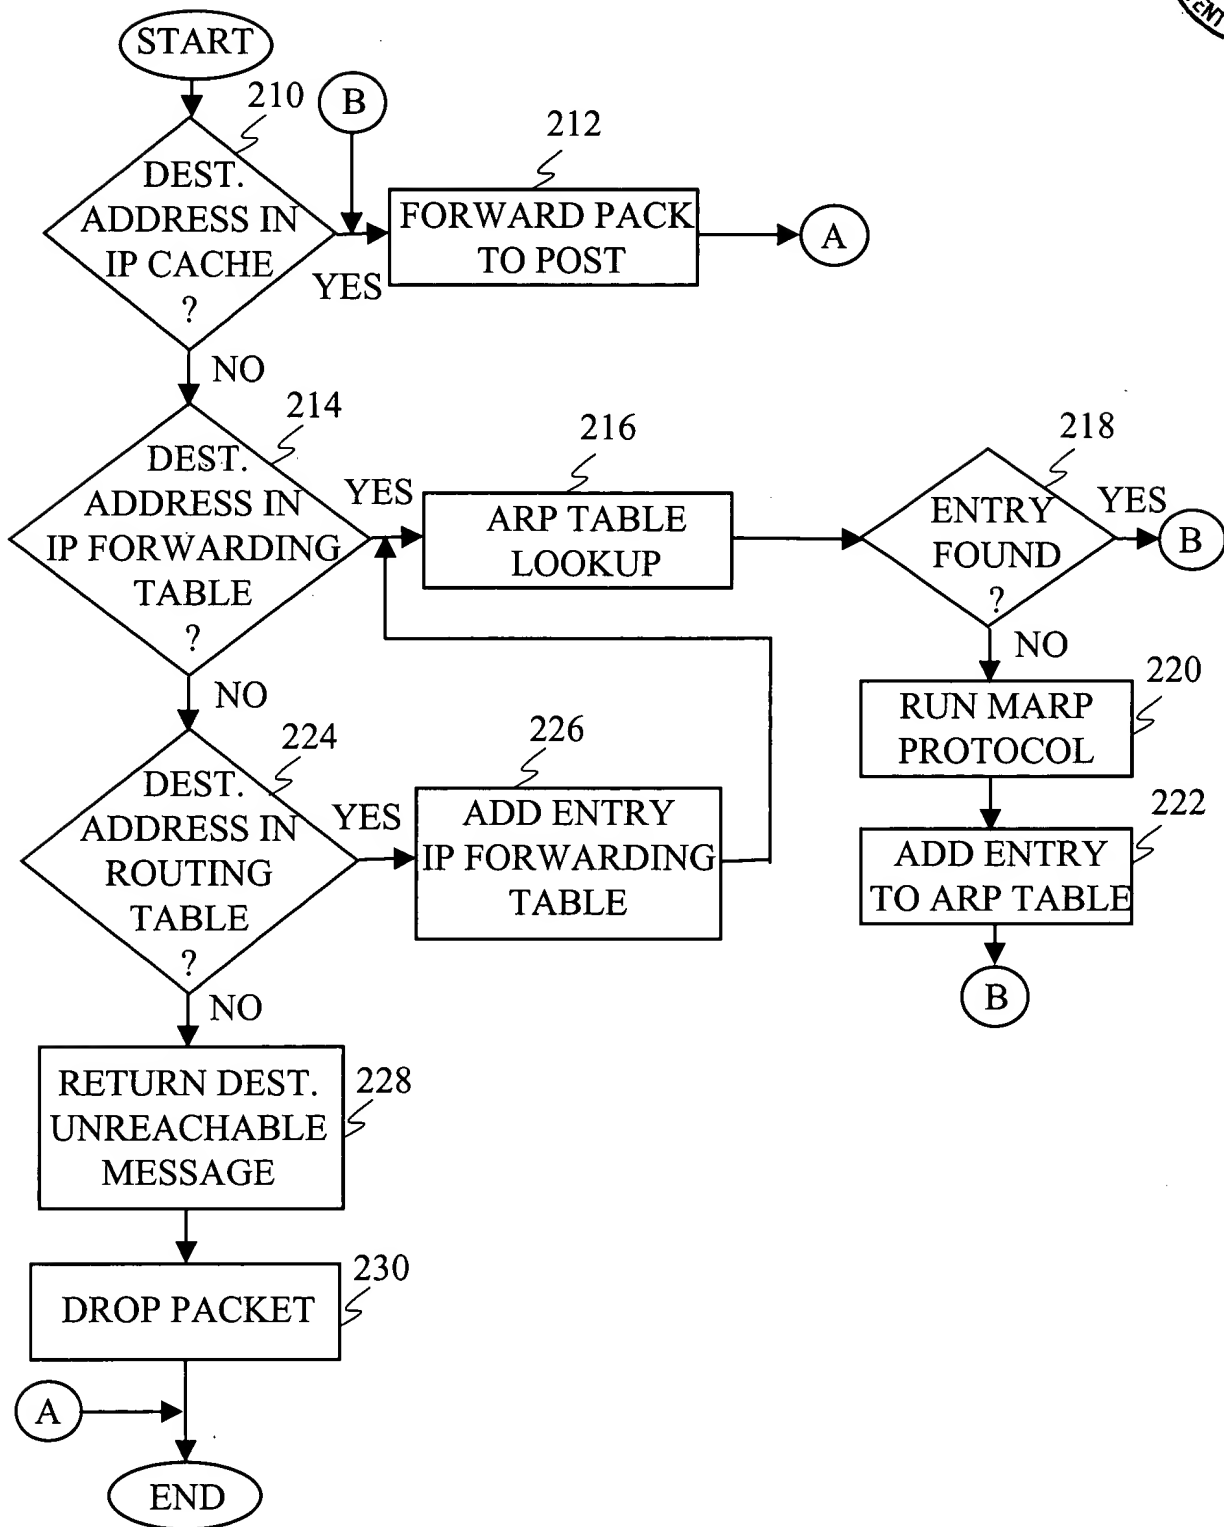 START
210
B
212
DEST.
ADDRESS IN
IP CACHE
?
YES
FORWARD PACK
TO POST
A
NO
214
DEST.
ADDRESS IN
IP FORWARDING
TABLE
?
YES
216
ARP TABLE
LOOKUP
218
ENTRY
FOUND
?
YES
B
NO
220
RUN MARP
PROTOCOL
222
ADD ENTRY
TO ARP TABLE
B
NO
224
DEST.
ADDRESS IN
ROUTING
TABLE
?
YES
226
ADD ENTRY
IP FORWARDING
TABLE
NO
RETURN DEST.
UNREACHABLE
MESSAGE
228
DROP PACKET
230
A
END